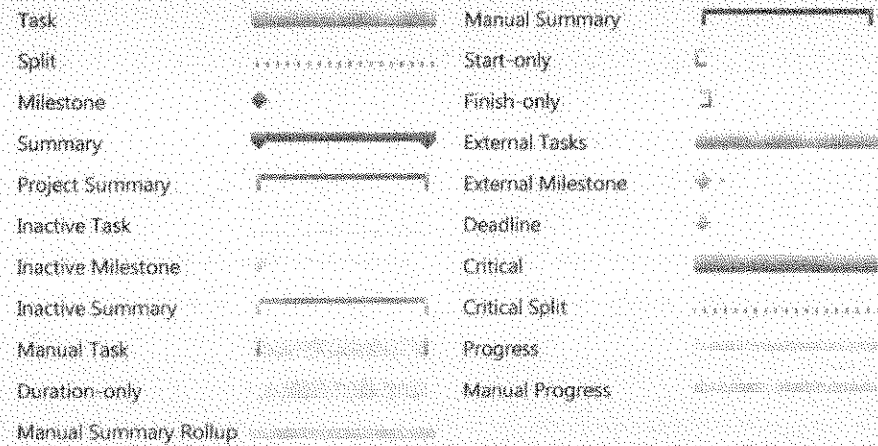 Task
Split
Milestone
Summary
Project Summary
Inactive Task
Inactive Milestone
Inactive Summary
Manual Task
Duration-only
Manual Summary Rollup
Manual Summary
Start-only
Finish-only
External Tasks
External Milestone
Deadline
Critical
Critical Split
Progress
Manual Progress